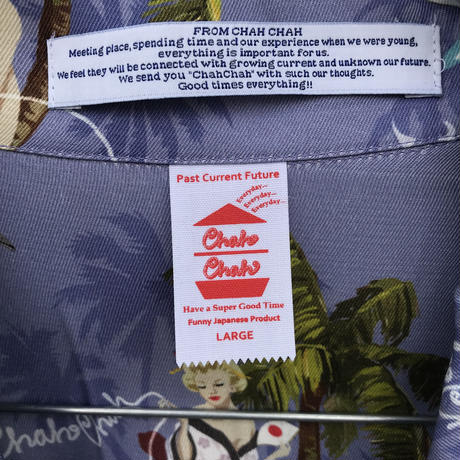 FROM CHAH CHAH
Meeting place, spending time and our experience when we were young,
everything is important for us.
We feel they will be connected with growing current and unknown our future.
We send you "ChahChah" with such our thoughts.
Good times everything!!
Past Current Future
Everyday...
Everyday...
Everyday...
Chah
Chah
Have a Super Good Time
Funny Japanese Product
LARGE